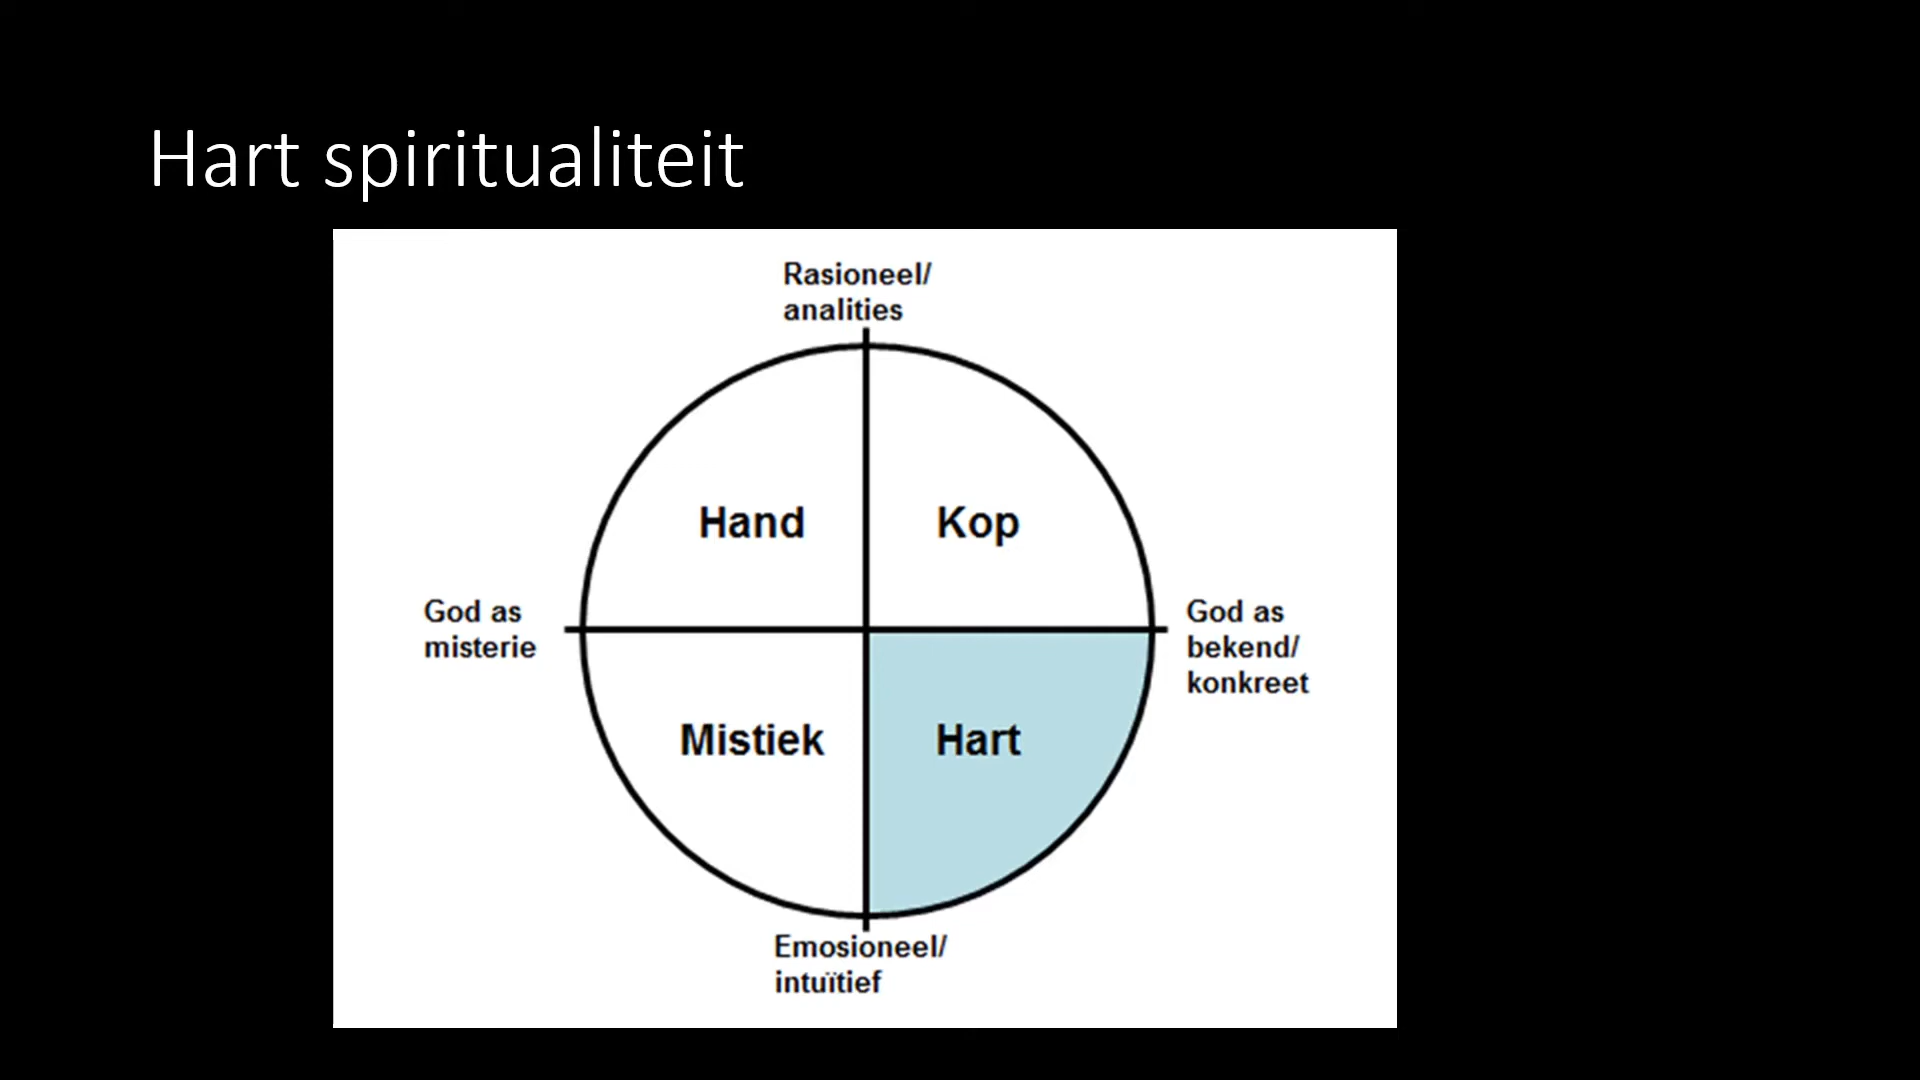 Hart spiritualiteit
Rasioneel/
analities
Hand
Kop
God as
misterie
God as
bekend/
konkreet
Mistiek
Hart
Emosioneel/
intuïtief